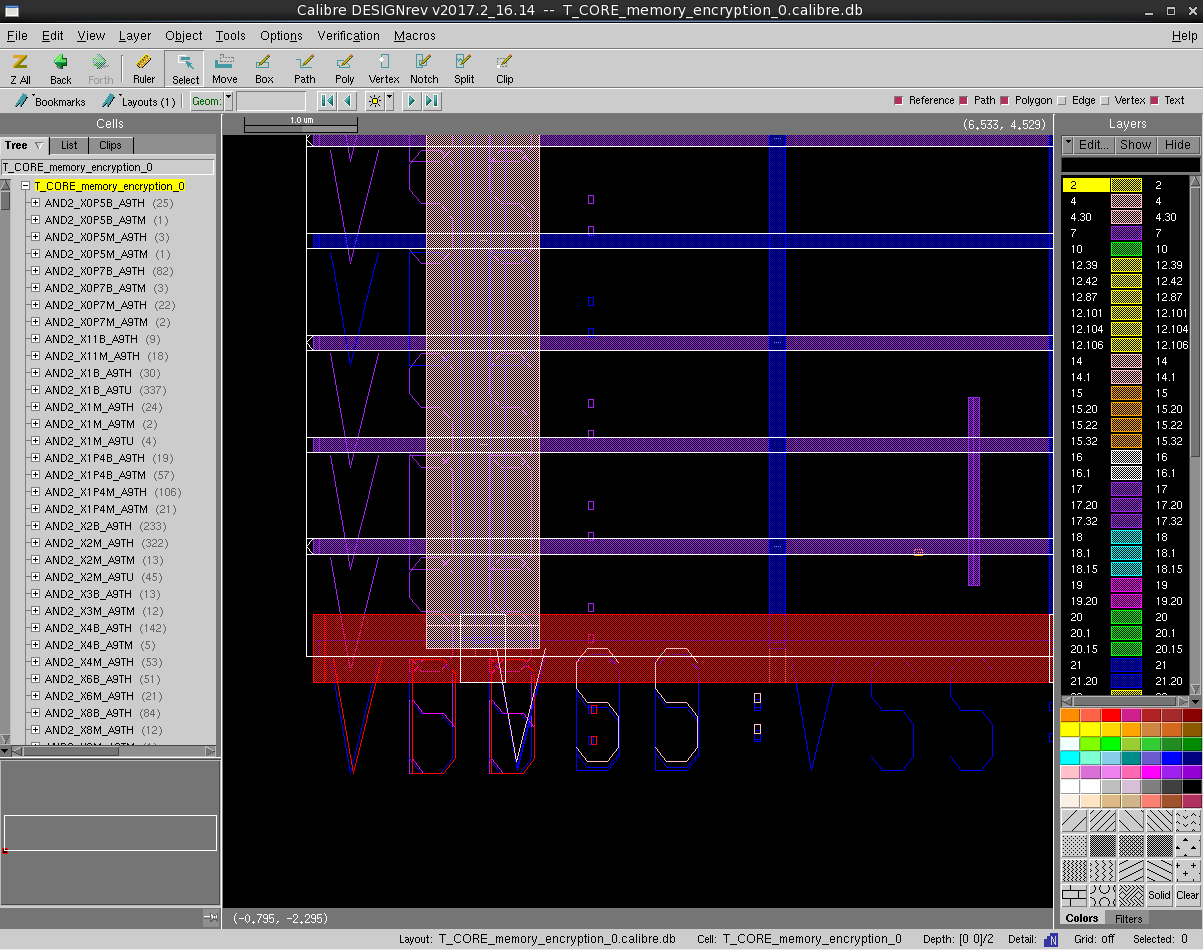 Calibre DESIGNrev v2017.2_16.14 -- T_CORE_memory_encryption_0.calibre.db
File Edit View Layer Object Tools Options Verification Macros Help
Z All Back Forth Ruler Select Move Box Path Poly Vertex Notch Split Clip
Bookmarks Layouts (1) Geom: Reference Path Polygon Edge Vertex Text
Cells
1.0 um
(6.533, 4.529)
Layers
Tree List Clips
Edit... Show Hide
T_CORE_memory_encryption_0
T_CORE_memory_encryption_0
AND2_X0P5B_A9TH (25)
AND2_X0P5B_A9TM (1)
AND2_X0P5M_A9TH (3)
AND2_X0P5M_A9TM (1)
AND2_X0P7B_A9TH (82)
AND2_X0P7B_A9TM (3)
AND2_X0P7M_A9TH (22)
AND2_X0P7M_A9TM (2)
AND2_X11B_A9TH (9)
AND2_X11M_A9TH (18)
AND2_X1B_A9TH (30)
AND2_X1B_A9TU (337)
AND2_X1M_A9TH (24)
AND2_X1M_A9TM (2)
AND2_X1M_A9TU (4)
AND2_X1P4B_A9TH (19)
AND2_X1P4B_A9TM (57)
AND2_X1P4M_A9TH (106)
AND2_X1P4M_A9TM (21)
AND2_X2B_A9TH (233)
AND2_X2M_A9TH (322)
AND2_X2M_A9TM (13)
AND2_X2M_A9TU (45)
AND2_X3B_A9TH (13)
AND2_X3M_A9TM (12)
AND2_X4B_A9TH (142)
AND2_X4B_A9TM (5)
AND2_X4M_A9TH (53)
AND2_X6B_A9TH (51)
AND2_X6M_A9TH (21)
AND2_X8B_A9TH (84)
AND2_X8M_A9TH (12)
2 2
4 4
4.30 4.30
7 7
10 10
12.39 12.39
12.42 12.42
12.87 12.87
12.101 12.101
12.104 12.104
12.106 12.106
14 14
14.1 14.1
15 15
15.20 15.20
15.22 15.22
15.32 15.32
16 16
16.1 16.1
17 17
17.20 17.20
17.32 17.32
18 18
18.1 18.1
18.15 18.15
19 19
19.20 19.20
20 20
20.1 20.1
20.15 20.15
21 21
21.20 21.20
VSS
Solid Clear
Colors Filters
(-0.795, -2.295)
Layout: T_CORE_memory_encryption_0.calibre.db Cell: T_CORE_memory_encryption_0 Depth: [0 0]/2 Detail: Grid: off Selected: 0